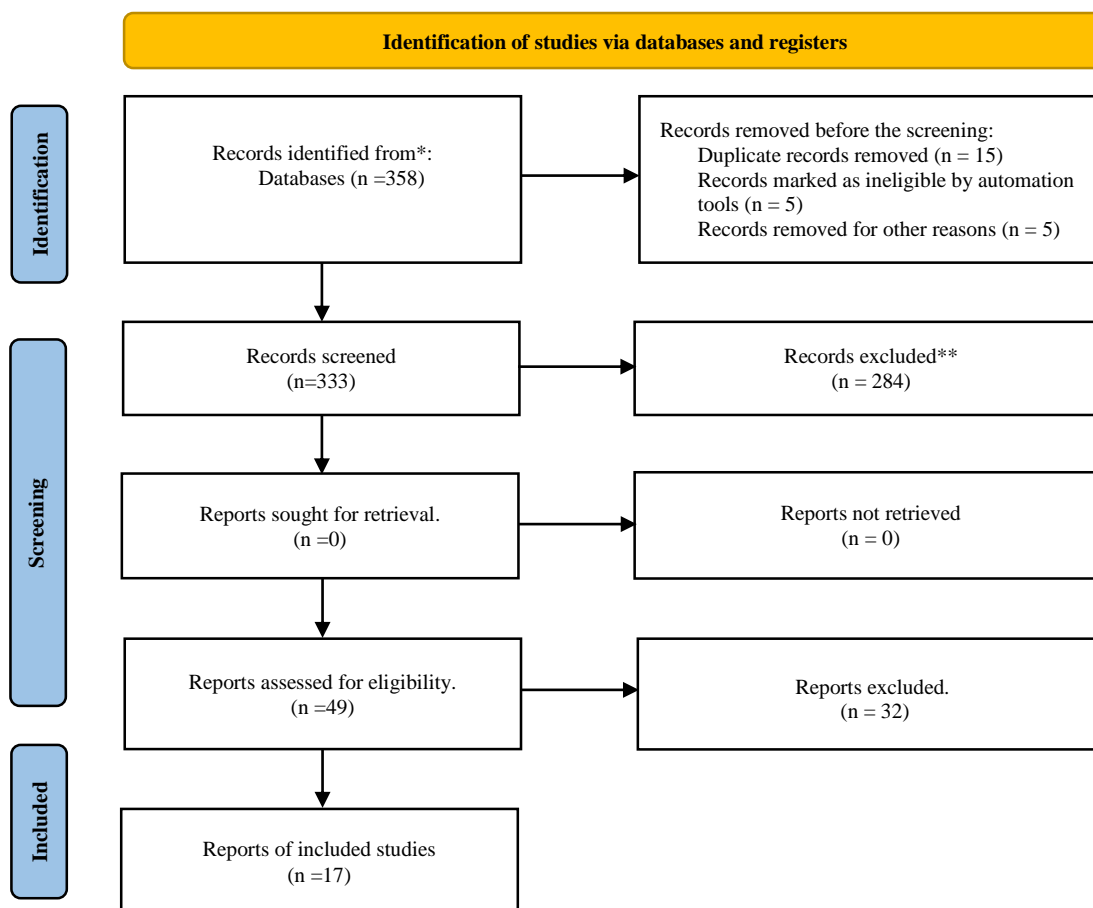 Identification of studies via databases and registers
Identification
Records identified from*:
Databases (n =358)
Records removed before the screening:
Duplicate records removed (n = 15)
Records marked as ineligible by automation
tools (n = 5)
Records removed for other reasons (n = 5)
Screening
Records screened
(n=333)
Records excluded**
(n = 284)
Reports sought for retrieval.
(n =0)
Reports not retrieved
(n = 0)
Reports assessed for eligibility.
(n =49)
Reports excluded.
(n = 32)
Included
Reports of included studies
(n =17)